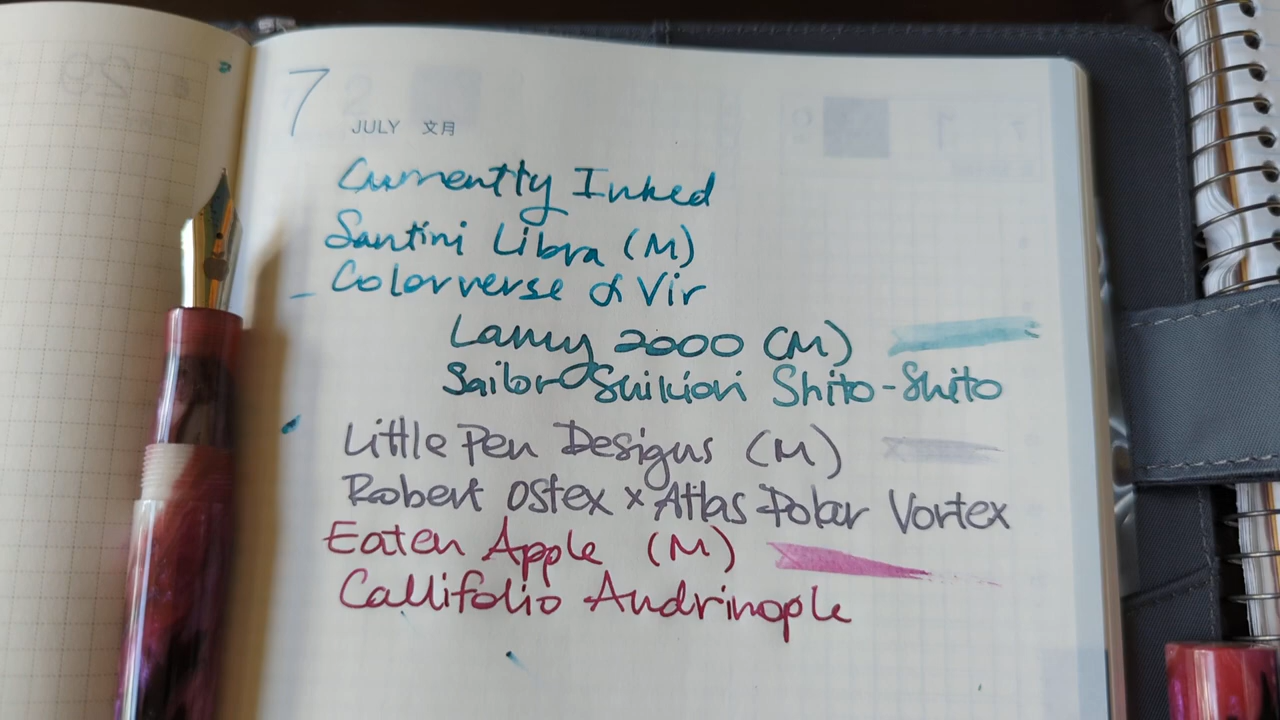 7
JULY 文月
Currently Inked
Santini Libra (M)
Colorverse α Vir
Lamy 2000 (M)
Sailor Shikiori Shito-Shito
Little Pen Designs (M)
Robert Oster x Atlas Polar Vortex
Eaten Apple (M)
Callifolio Andrinople